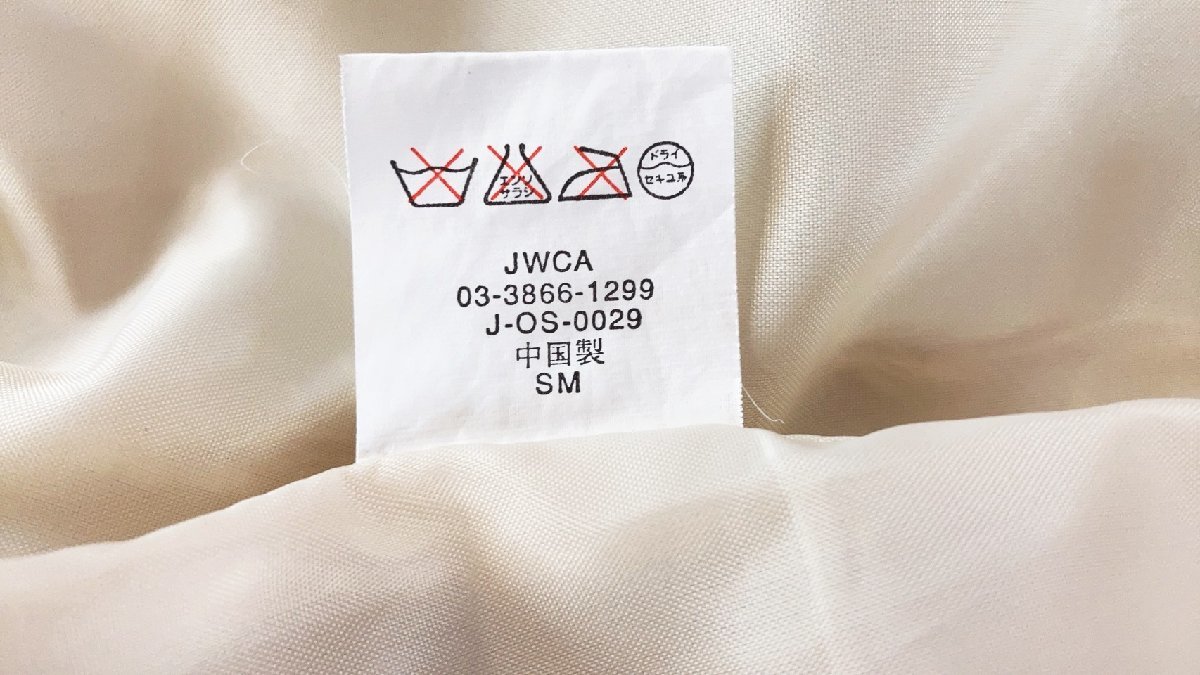 エンソ
サラシ
ドライ
セキユ系
JWCA
03-3866-1299
J-OS-0029
中国製
SM